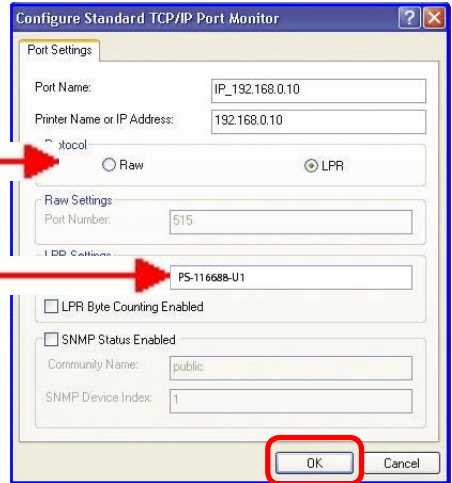 Configure Standard TCP/IP Port Monitor
Port Settings
Port Name: IP_192.168.0.10
Printer Name or IP Address: 192.168.0.10
Raw LPR
Raw Settings
Port Number: 515
LPR Settings
PS-116688-U1
LPR Byte Counting Enabled
SNMP Status Enabled
Community Name: public
SNMP Device Index: 1
OK Cancel